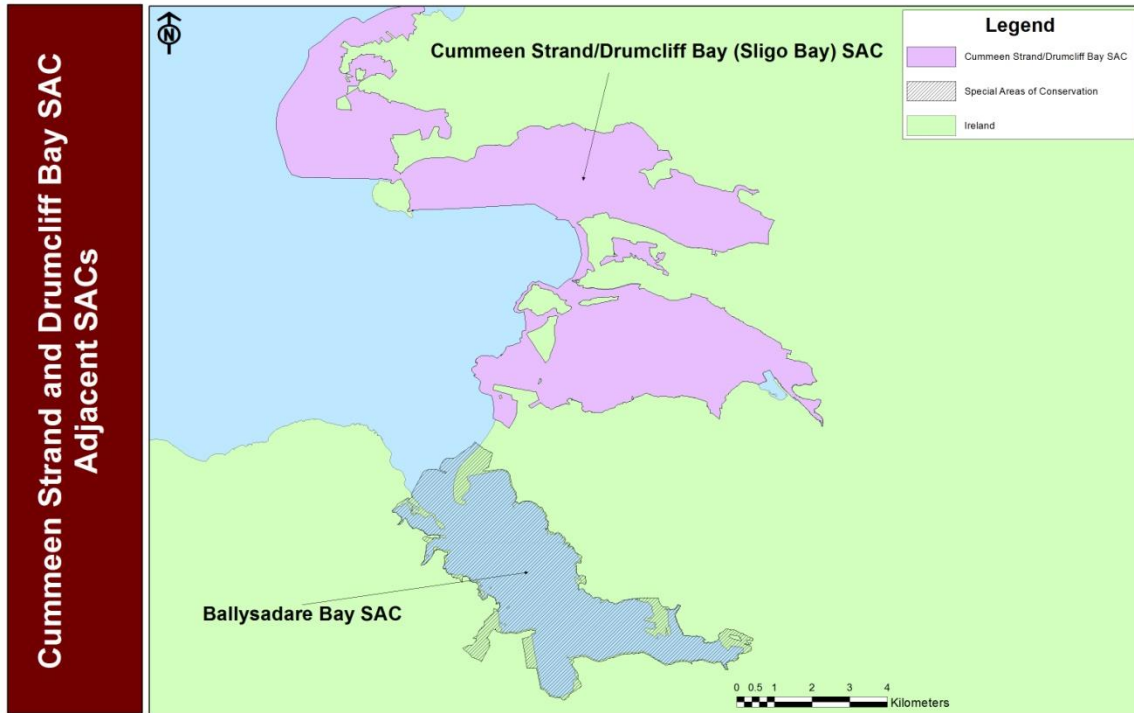 Cummeen Strand and Drumcliff Bay SAC
Adjacent SACs
N
Cummeen Strand/Drumcliff Bay (Sligo Bay) SAC
Legend
Cummeen Strand/Drumcliff Bay SAC
Special Areas of Conservation
Ireland
Ballysadare Bay SAC
0 0.5 1 2 3 4
Kilometers